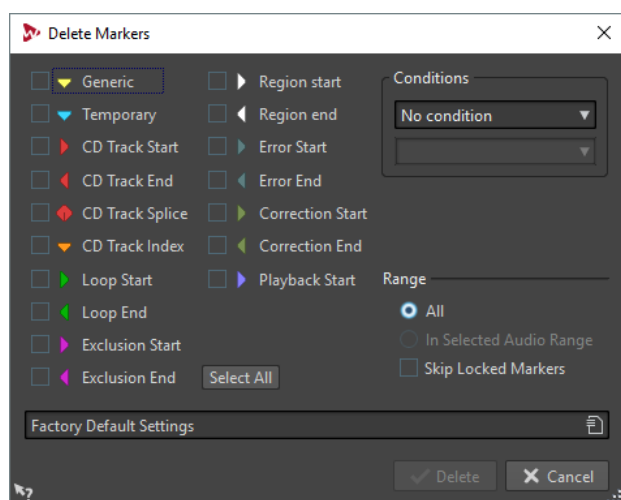 Delete Markers
Generic
Temporary
CD Track Start
CD Track End
CD Track Splice
CD Track Index
Loop Start
Loop End
Exclusion Start
Exclusion End
Region start
Region end
Error Start
Error End
Correction Start
Correction End
Playback Start
Select All
Conditions
No condition
Range
All
In Selected Audio Range
Skip Locked Markers
Factory Default Settings
Delete
Cancel
?